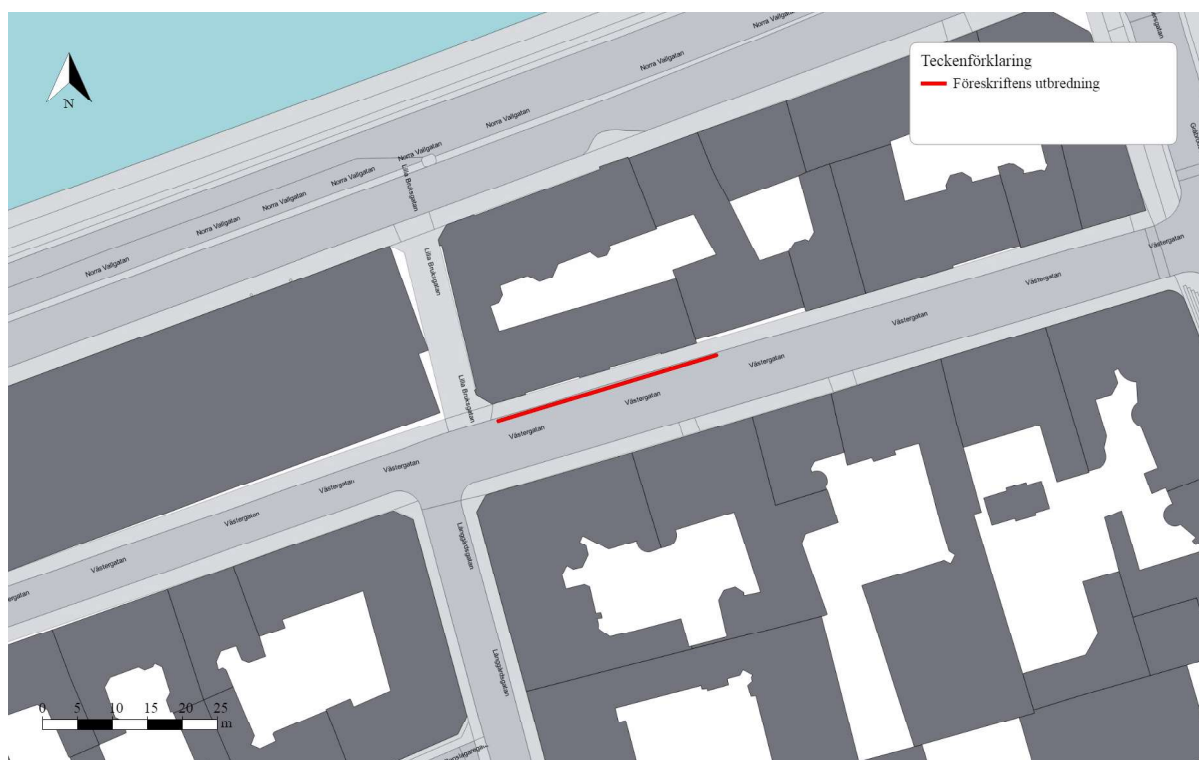 Teckenförklaring
Föreskriftens utbredning
N
Norra Vallgatan
Norra Vallgatan
Norra Vallgatan
Norra Vallgatan
Norra Vallgatan
Norra Vallgatan
Norra Vallgatan
Norra Vallgatan
Lilla Bruksgatan
Lilla Bruksgatan
Lilla Bruksgatan
Västergatan
Västergatan
Västergatan
Västergatan
Västergatan
Västergatan
Västergatan
Västergatan
Västergatan
Västergatan
Långgårdsgatan
Långgårdsgatan
0 5 10 15 20 25
m